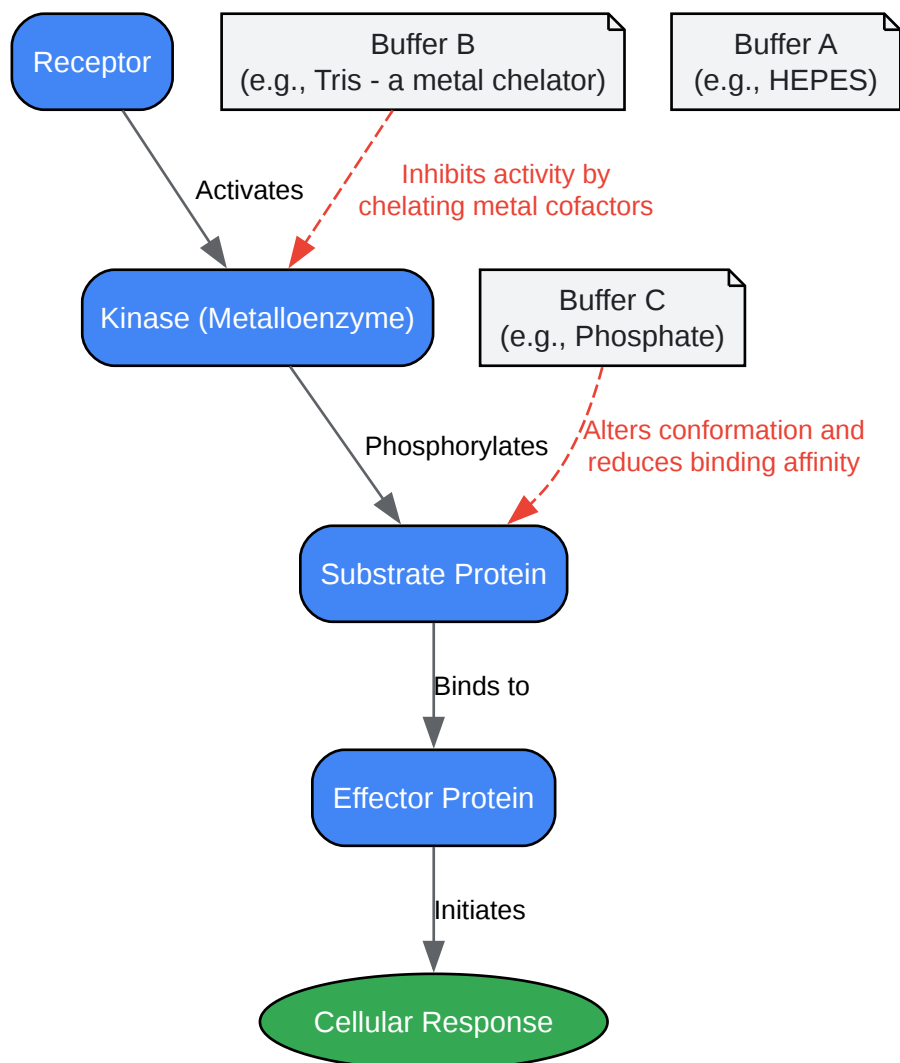 Receptor
Buffer B
(e.g., Tris - a metal chelator)
Buffer A
(e.g., HEPES)
Activates
Inhibits activity by
chelating metal cofactors
Kinase (Metalloenzyme)
Buffer C
(e.g., Phosphate)
Phosphorylates
Alters conformation and
reduces binding affinity
Substrate Protein
Binds to
Effector Protein
Initiates
Cellular Response